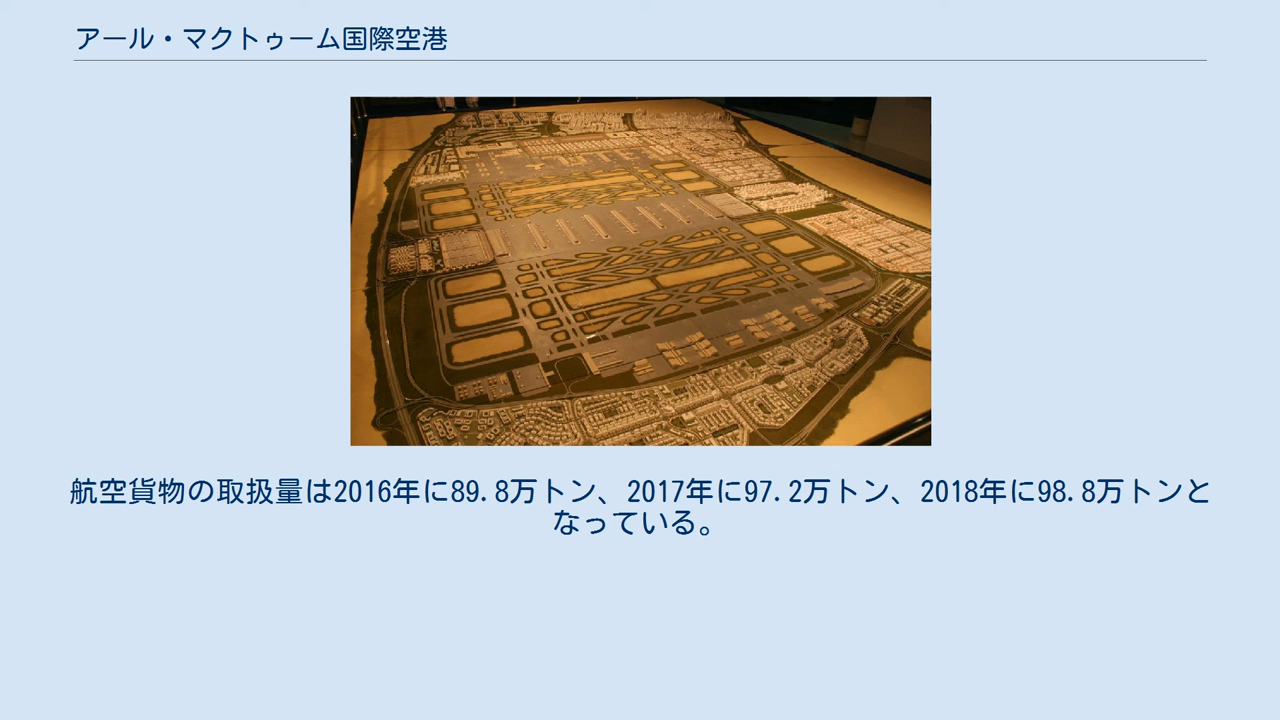 アール・マクトゥーム国際空港
航空貨物の取扱量は2016年に89.8万トン、2017年に97.2万トン、2018年に98.8万トンと
なっている。